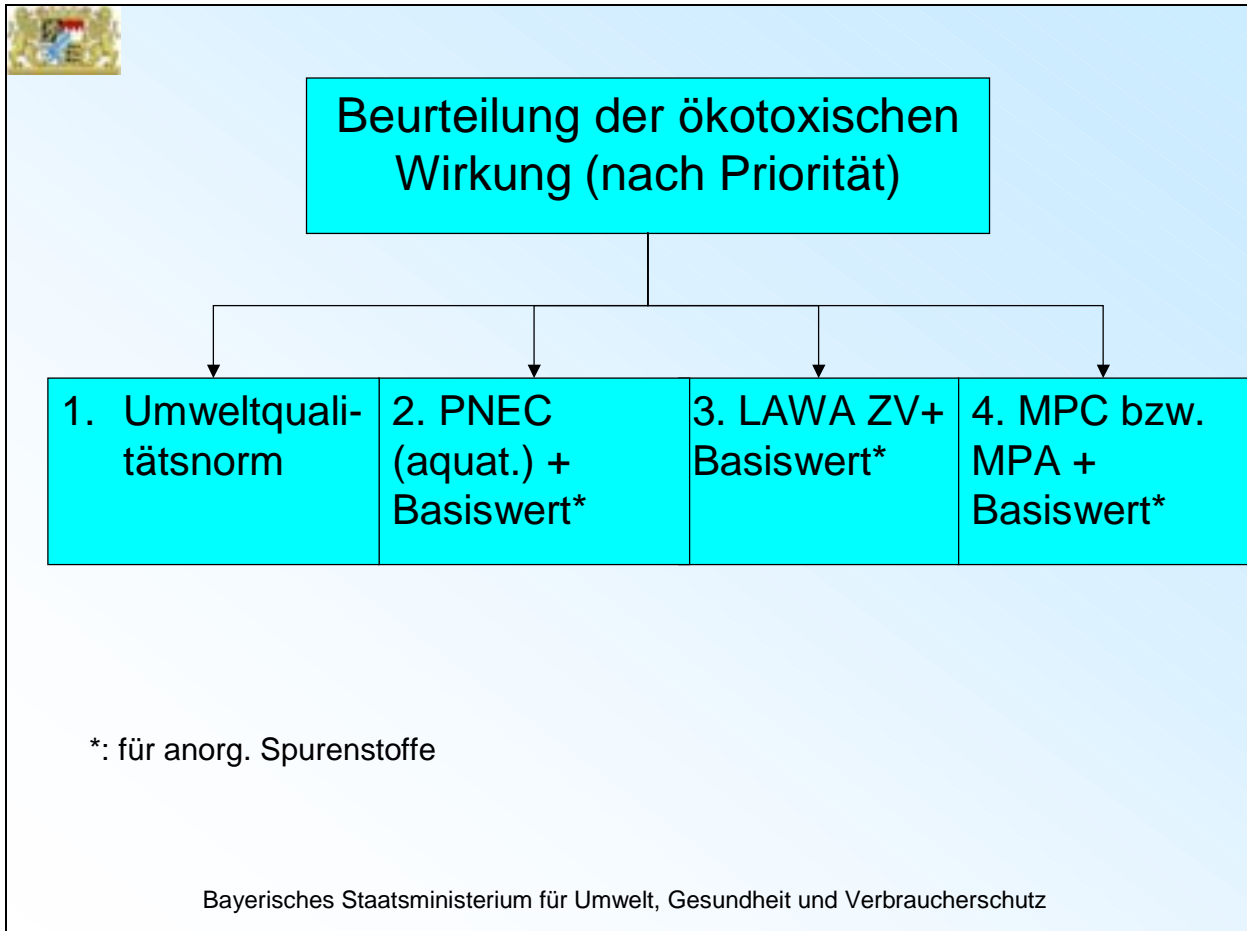 Beurteilung der ökotoxischen
Wirkung (nach Priorität)
1. Umweltquali-
tätsnorm
2. PNEC
(aquat.) +
Basiswert*
3. LAWA ZV+
Basiswert*
4. MPC bzw.
MPA +
Basiswert*
*: für anorg. Spurenstoffe
Bayerisches Staatsministerium für Umwelt, Gesundheit und Verbraucherschutz